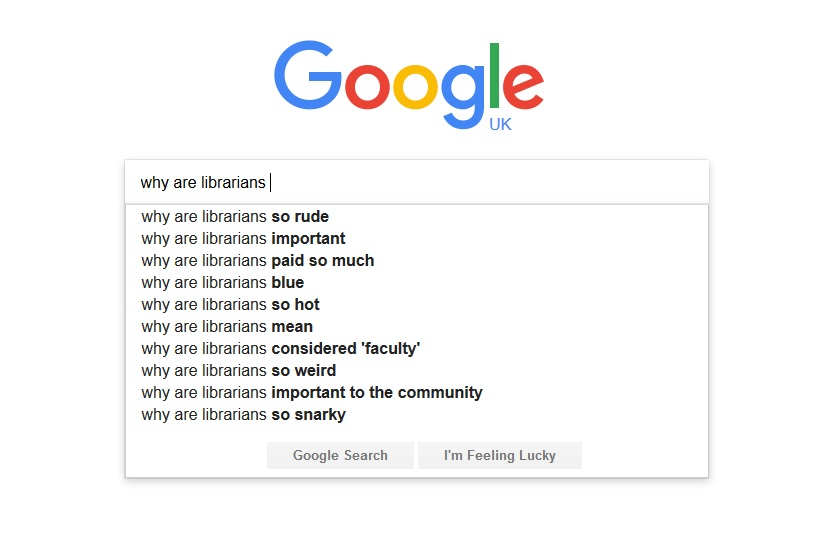 Google
UK
why are librarians
why are librarians so rude
why are librarians important
why are librarians paid so much
why are librarians blue
why are librarians so hot
why are librarians mean
why are librarians considered 'faculty'
why are librarians so weird
why are librarians important to the community
why are librarians so snarky
Google Search I'm Feeling Lucky